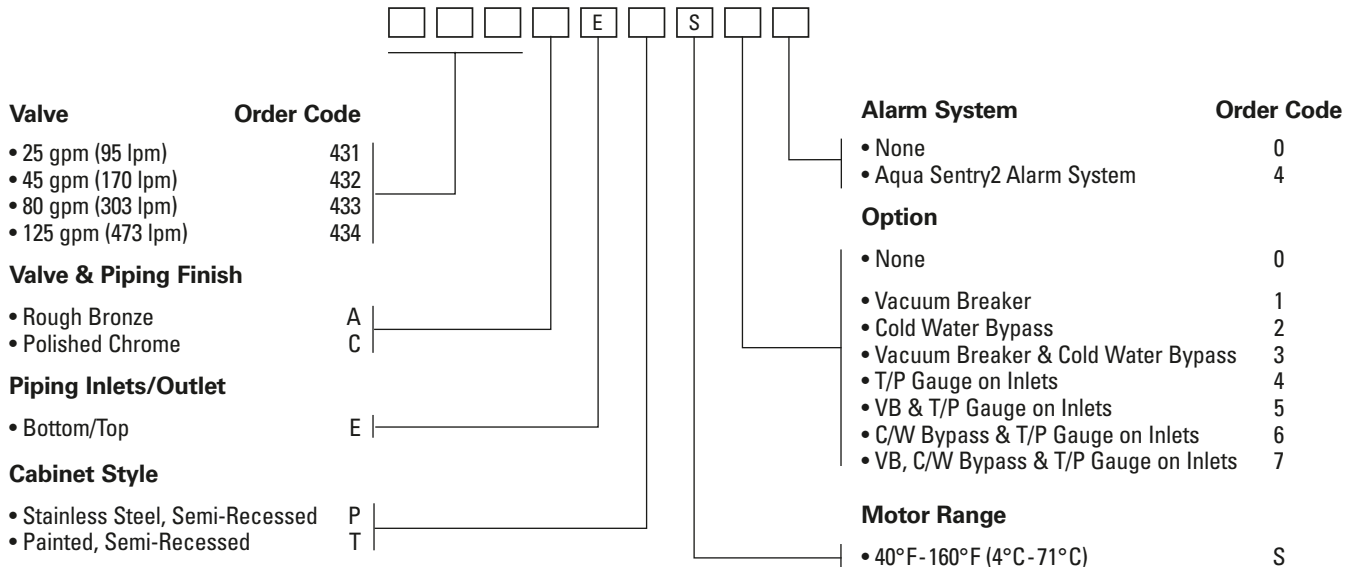 E S
Valve Order Code
• 25 gpm (95 lpm) 431
• 45 gpm (170 lpm) 432
• 80 gpm (303 lpm) 433
• 125 gpm (473 lpm) 434
Valve & Piping Finish
• Rough Bronze A
• Polished Chrome C
Piping Inlets/Outlet
• Bottom/Top E
Cabinet Style
• Stainless Steel, Semi-Recessed P
• Painted, Semi-Recessed T
Alarm System Order Code
• None 0
• Aqua Sentry2 Alarm System 4
Option
• None 0
• Vacuum Breaker 1
• Cold Water Bypass 2
• Vacuum Breaker & Cold Water Bypass 3
• T/P Gauge on Inlets 4
• VB & T/P Gauge on Inlets 5
• C/W Bypass & T/P Gauge on Inlets 6
• VB, C/W Bypass & T/P Gauge on Inlets 7
Motor Range
• 40°F-160°F (4°C-71°C) S